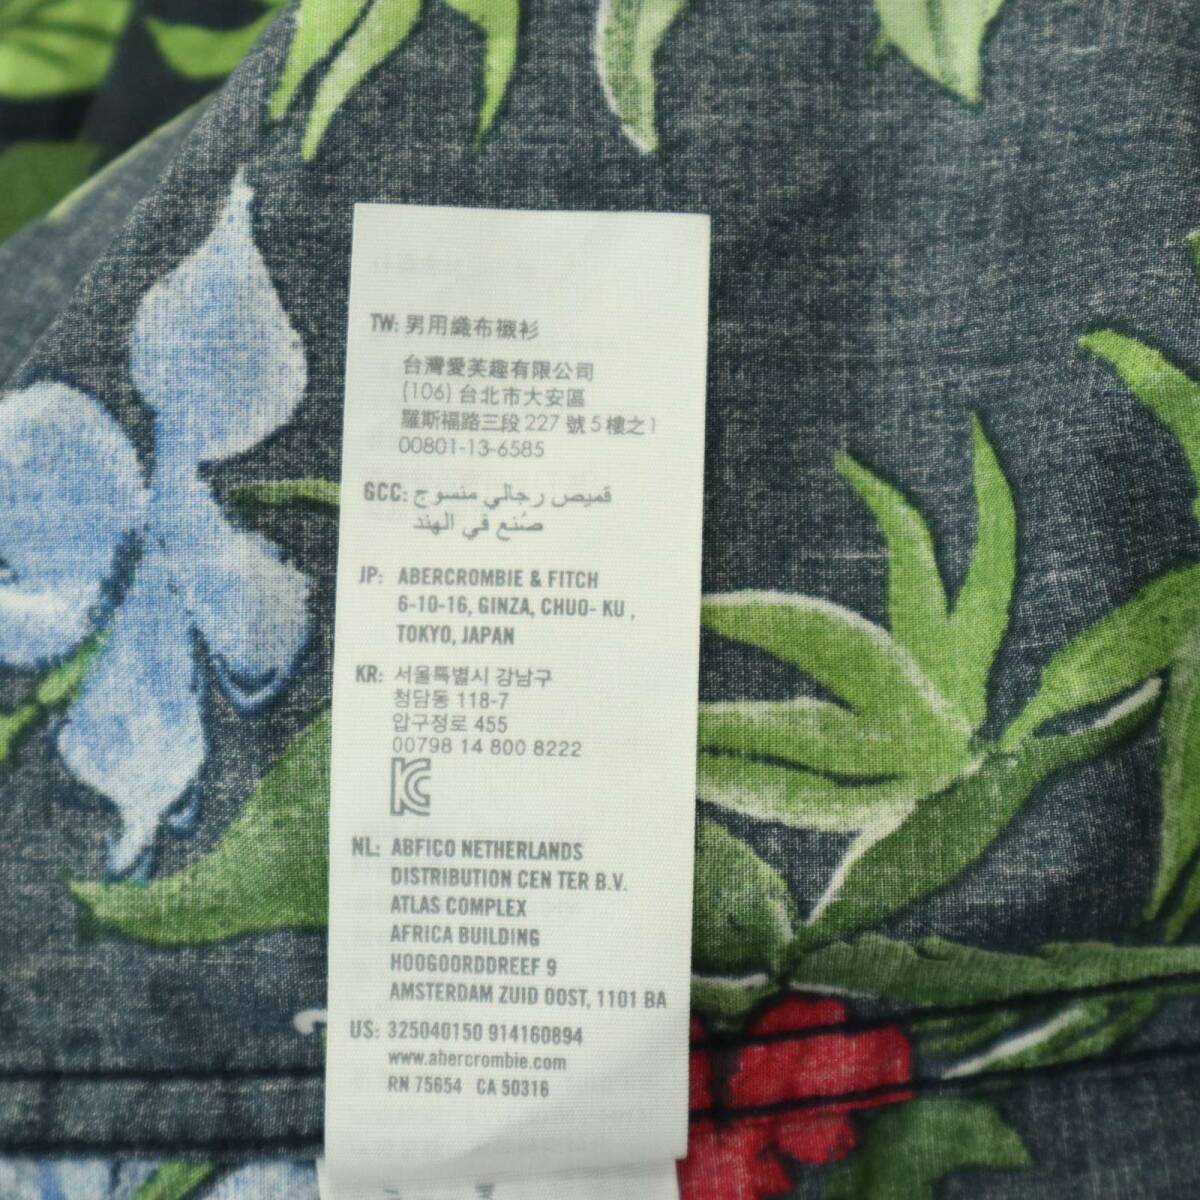 TW: 男用織布襯衫
台灣愛芙趣有限公司
(106) 台北市大安區
羅斯福路三段 227 號 5 樓之1
00801-13-6585
GCC: قميص رجالي منسوج
صُنع في الهند
JP: ABERCROMBIE & FITCH
6-10-16, GINZA, CHUO- KU ,
TOKYO, JAPAN
KR: 서울특별시 강남구
청담동 118-7
압구정로 455
00798 14 800 8222
KC
NL: ABFICO NETHERLANDS
DISTRIBUTION CEN TER B.V.
ATLAS COMPLEX
AFRICA BUILDING
HOOGOORDDREEF 9
AMSTERDAM ZUID OOST, 1101 BA
US: 325040150 914160894
www.abercrombie.com
RN 75654 CA 50316